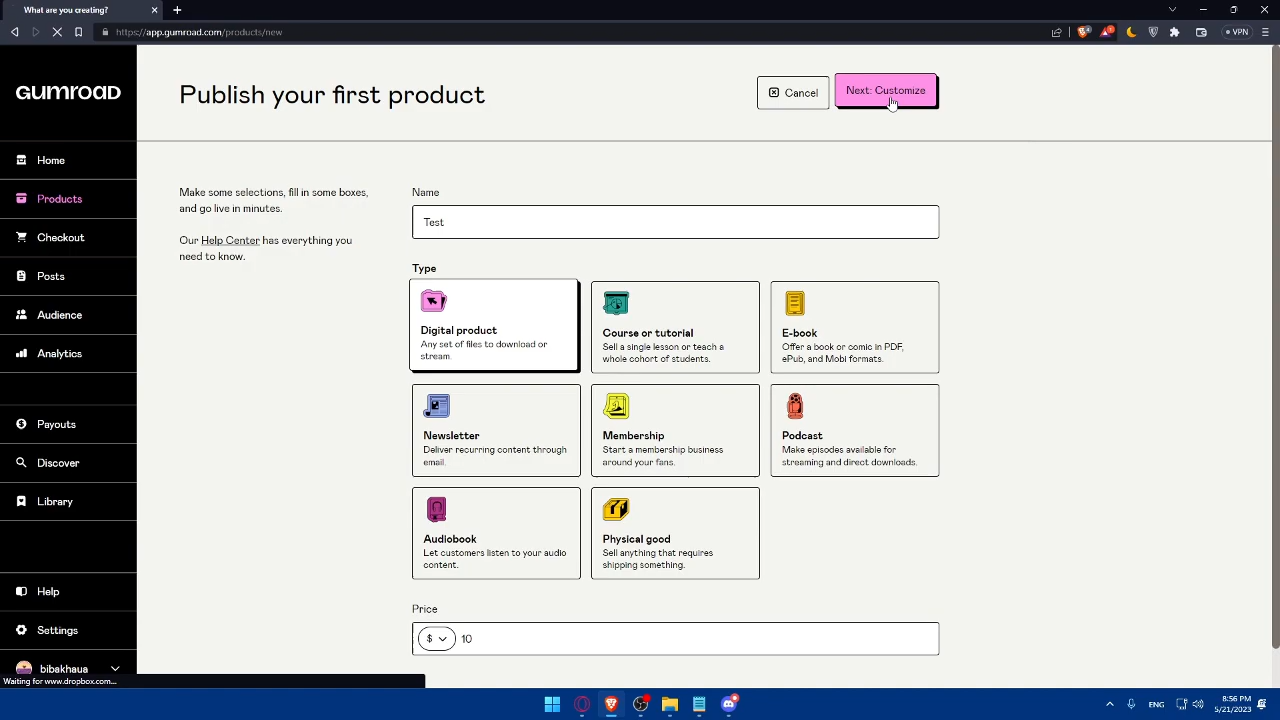 What are you creating?
https://app.gumroad.com/products/new
VPN
GUMROAD
Publish your first product
Cancel
Next: Customize
Home
Products
Checkout
Posts
Audience
Analytics
Payouts
Discover
Library
Help
Settings
bibakhaua
Make some selections, fill in some boxes,
and go live in minutes.
Our Help Center has everything you
need to know.
Name
Test
Type
Digital product
Any set of files to download or
stream.
Course or tutorial
Sell a single lesson or teach a
whole cohort of students.
E-book
Offer a book or comic in PDF,
ePub, and Mobi formats.
Newsletter
Deliver recurring content through
email.
Membership
Start a membership business
around your fans.
Podcast
Make episodes available for
streaming and direct downloads.
Audiobook
Let customers listen to your audio
content.
Physical good
Sell anything that requires
shipping something.
Price
$ 10
Waiting for www.dropbox.com...
ENG
8:56 PM
5/21/2023